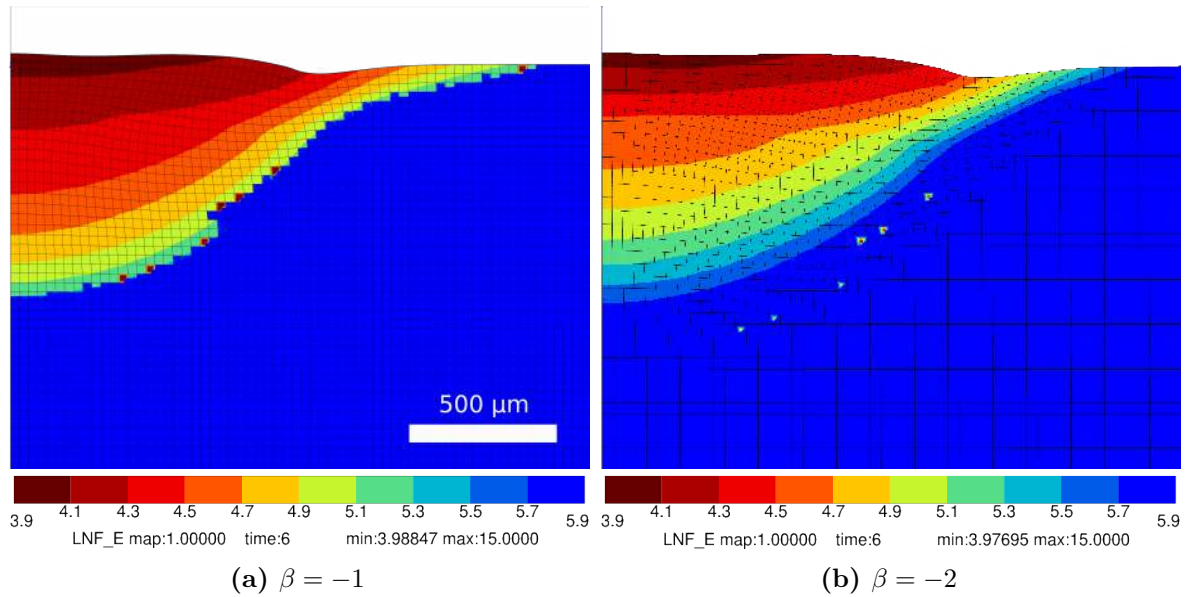 500 μm
3.9 4.1 4.3 4.5 4.7 4.9 5.1 5.3 5.5 5.7 5.9
LNF_E map:1.00000 time:6 min:3.98847 max:15.0000
(a) β = −1
3.9 4.1 4.3 4.5 4.7 4.9 5.1 5.3 5.5 5.7 5.9
LNF_E map:1.00000 time:6 min:3.97695 max:15.0000
(b) β = −2